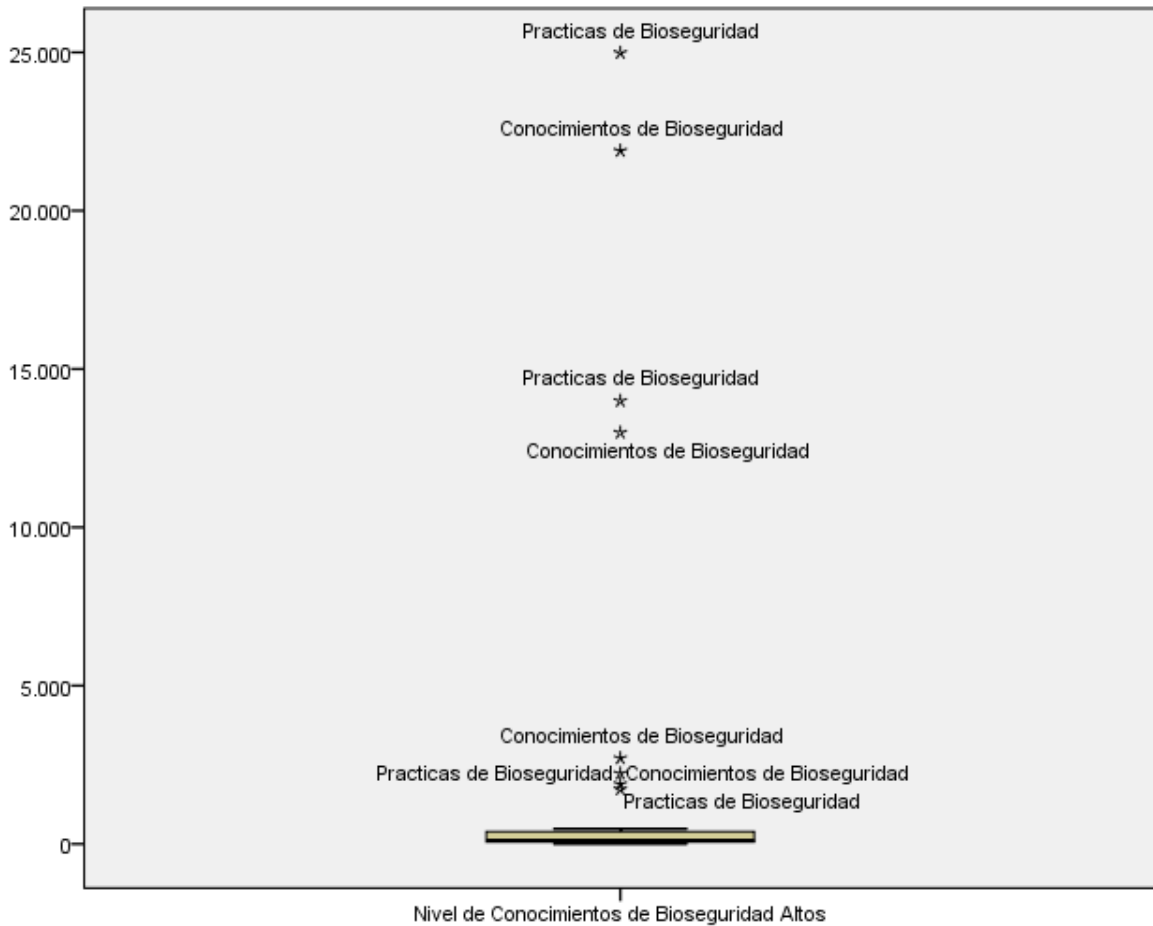 Practicas de Bioseguridad
25.000
Conocimientos de Bioseguridad
20.000
Practicas de Bioseguridad
15.000
Conocimientos de Bioseguridad
10.000
5.000
Conocimientos de Bioseguridad
Practicas de Bioseguridad Conocimientos de Bioseguridad
Practicas de Bioseguridad
0
Nivel de Conocimientos de Bioseguridad Altos